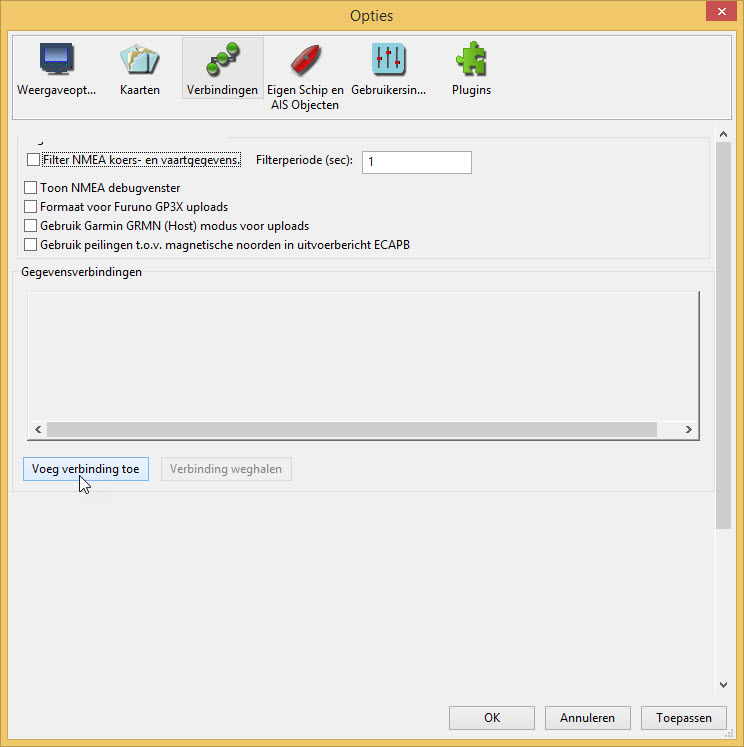 Opties
Weergaveopt...
Kaarten
Verbindingen
Eigen Schip en
AIS Objecten
Gebruikersin...
Plugins
Filter NMEA koers- en vaartgegevens.
Filterperiode (sec):
1
Toon NMEA debugvenster
Formaat voor Furuno GP3X uploads
Gebruik Garmin GRMN (Host) modus voor uploads
Gebruik peilingen t.o.v. magnetische noorden in uitvoerbericht ECAPB
Gegevensverbindingen
Voeg verbinding toe
Verbinding weghalen
OK
Annuleren
Toepassen